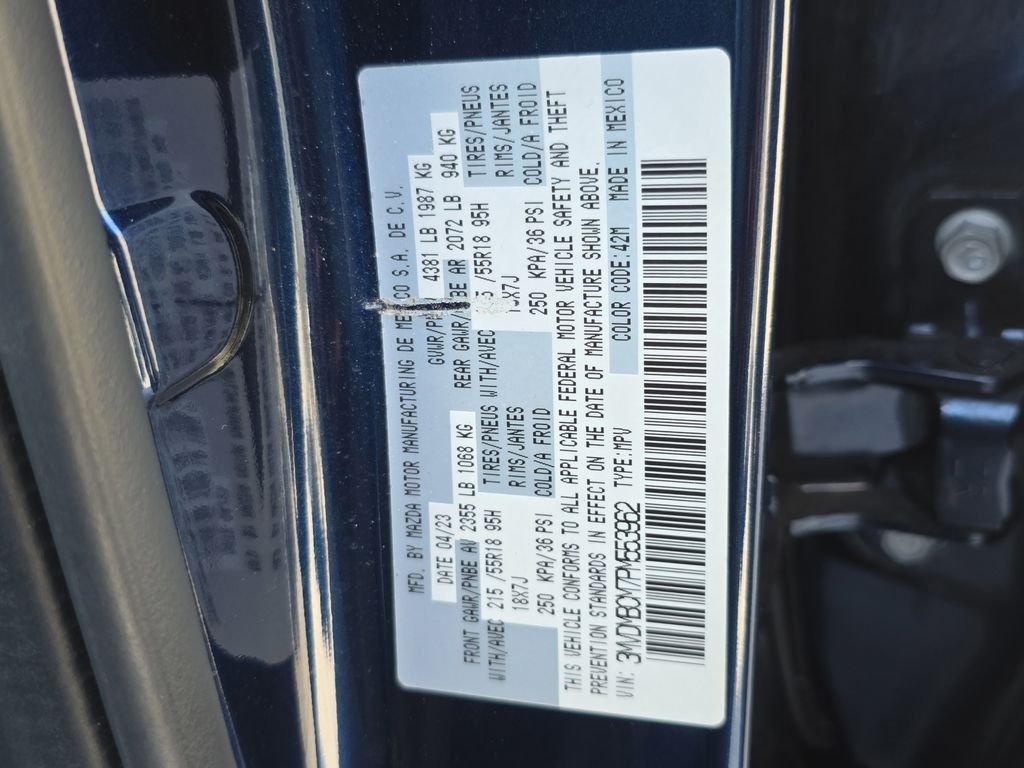 MFD. BY MAZDA MOTOR MANUFACTURING DE MEXICO S.A. DE C.V.
DATE 04/23 4381 LB 1987 KG
FRONT GAWR/PNBE AV 2355 LB 1068 KG REAR GAWR/ AR 2072 LB 940 KG
WITH/AVEC 215 /55R18 95H TIRES/PNEUS WITH/AVEC /55R18 95H TIRES/PNEUS
18X7J RIMS/JANTES RIMS/JANTES
250 KPA/36 PSI COLD/A FROID 250 KPA/36 PSI COLD/A FROID
THIS VEHICLE CONFORMS TO ALL APPLICABLE FEDERAL MOTOR VEHICLE SAFETY AND THEFT
PREVENTION STANDARDS IN EFFECT ON THE DATE OF MANUFACTURE SHOWN ABOVE.
VIN: 3MVDMBCM7PM553962 TYPE:MPV COLOR CODE:42M MADE IN MEXICO